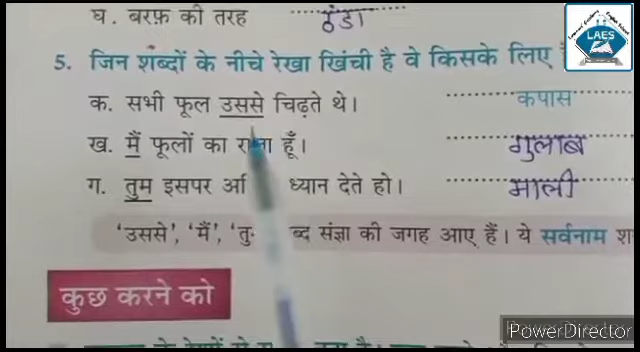 घ. बरफ़ की तरह ठंडा
LAES
5. जिन शब्दों के नीचे रेखा खिंची है वे किसके लिए
क. सभी फूल उससे चिढ़ते थे। कपास
ख. मैं फूलों का हूँ। गुलाब
ग. तुम इसपर ध्यान देते हो। माली
'उससे', 'मैं', संज्ञा की जगह आए हैं। ये सर्वनाम
कुछ करने को
PowerDirector